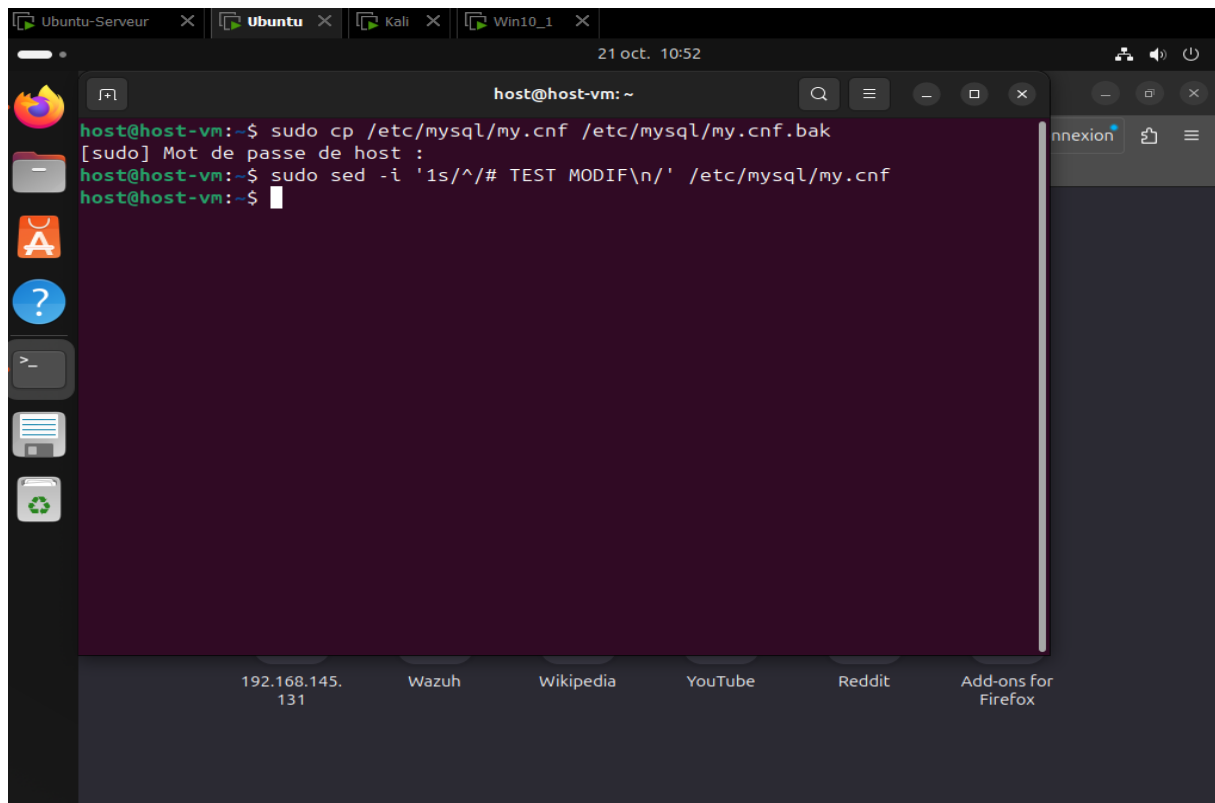 Ubuntu-Serveur
Ubuntu
Kali
Win10_1
21 oct. 10:52
host@host-vm: ~
host@host-vm:~$ sudo cp /etc/mysql/my.cnf /etc/mysql/my.cnf.bak
[sudo] Mot de passe de host :
host@host-vm:~$ sudo sed -i '1s/^/# TEST MODIF\n/' /etc/mysql/my.cnf
host@host-vm:~$
nnexion
192.168.145.
131
Wazuh
Wikipedia
YouTube
Reddit
Add-ons for
Firefox